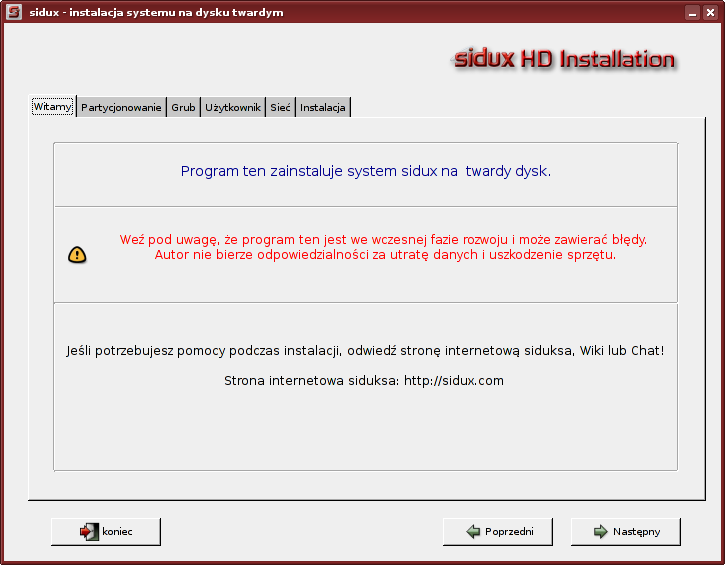 sidux - instalacja systemu na dysku twardym
sidux HD Installation
Witamy Partycjonowanie Grub Użytkownik Sieć Instalacja
Program ten zainstaluje system sidux na twardy dysk.
Weź pod uwagę, że program ten jest we wczesnej fazie rozwoju i może zawierać błędy.
Autor nie bierze odpowiedzialności za utratę danych i uszkodzenie sprzętu.
Jeśli potrzebujesz pomocy podczas instalacji, odwiedź stronę internetową siduksa, Wiki lub Chat!
Strona internetowa siduksa: http://sidux.com
koniec Poprzedni Następny